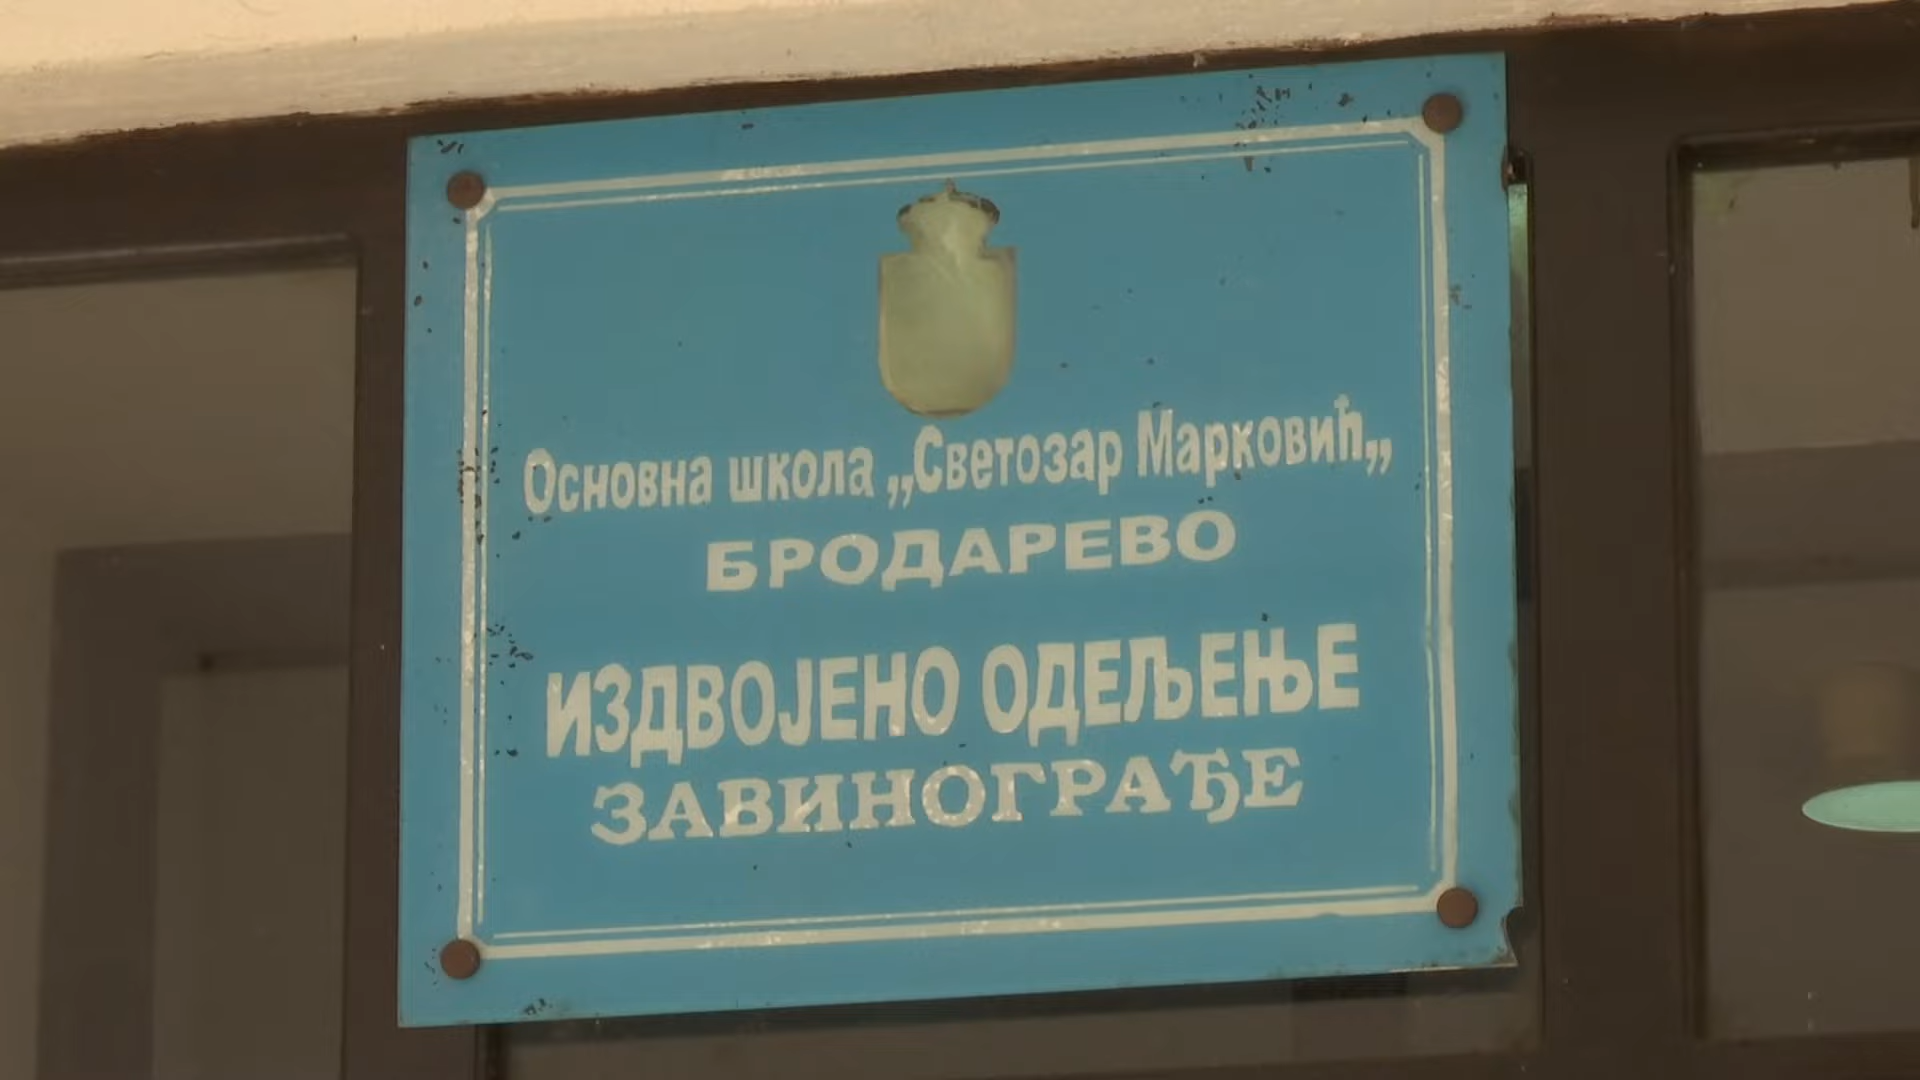 Основна школа „Светозар Марковић„
БРОДАРЕВО
ИЗДВОЈЕНО ОДЕЉЕЊЕ
ЗАВИНОГРАЂЕ